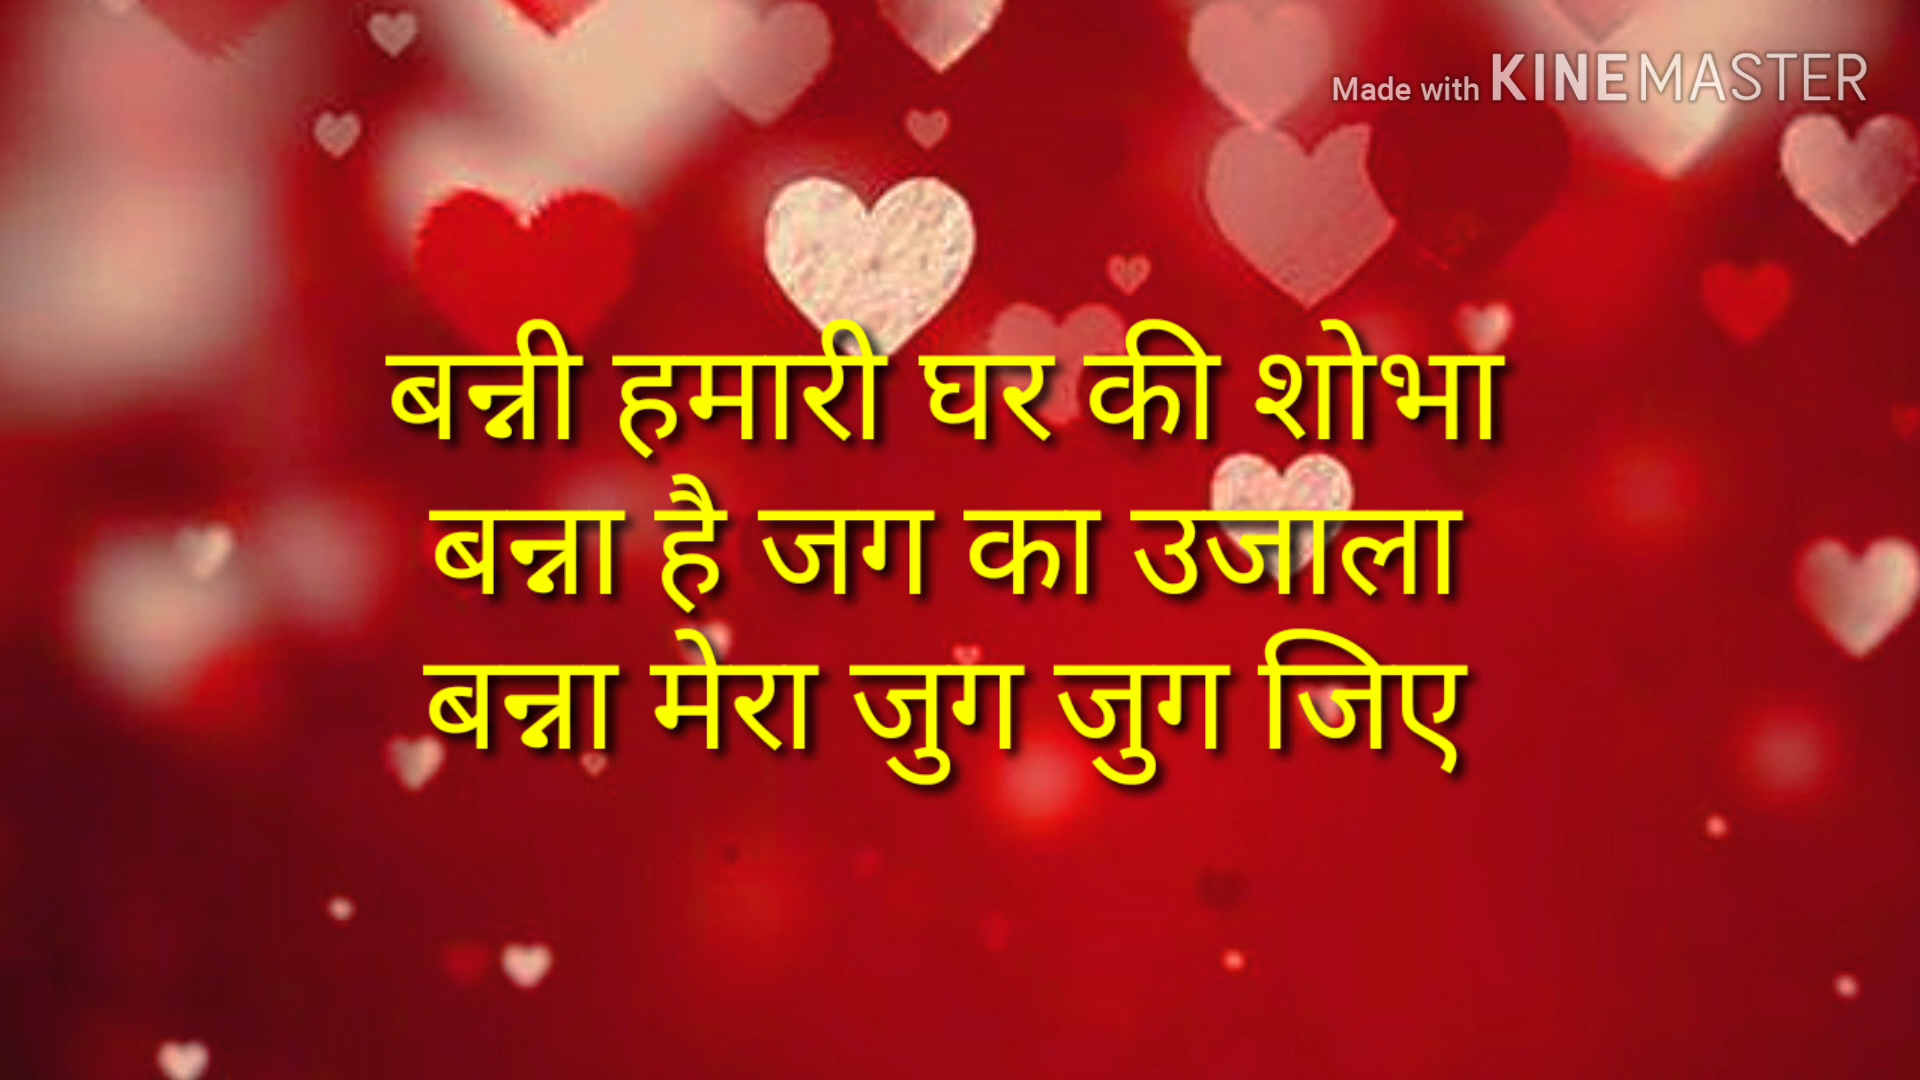 Made with KINEMASTER
बन्नी हमारी घर की शोभा
बन्ना है जग का उजाला
बन्ना मेरा जुग जुग जिए